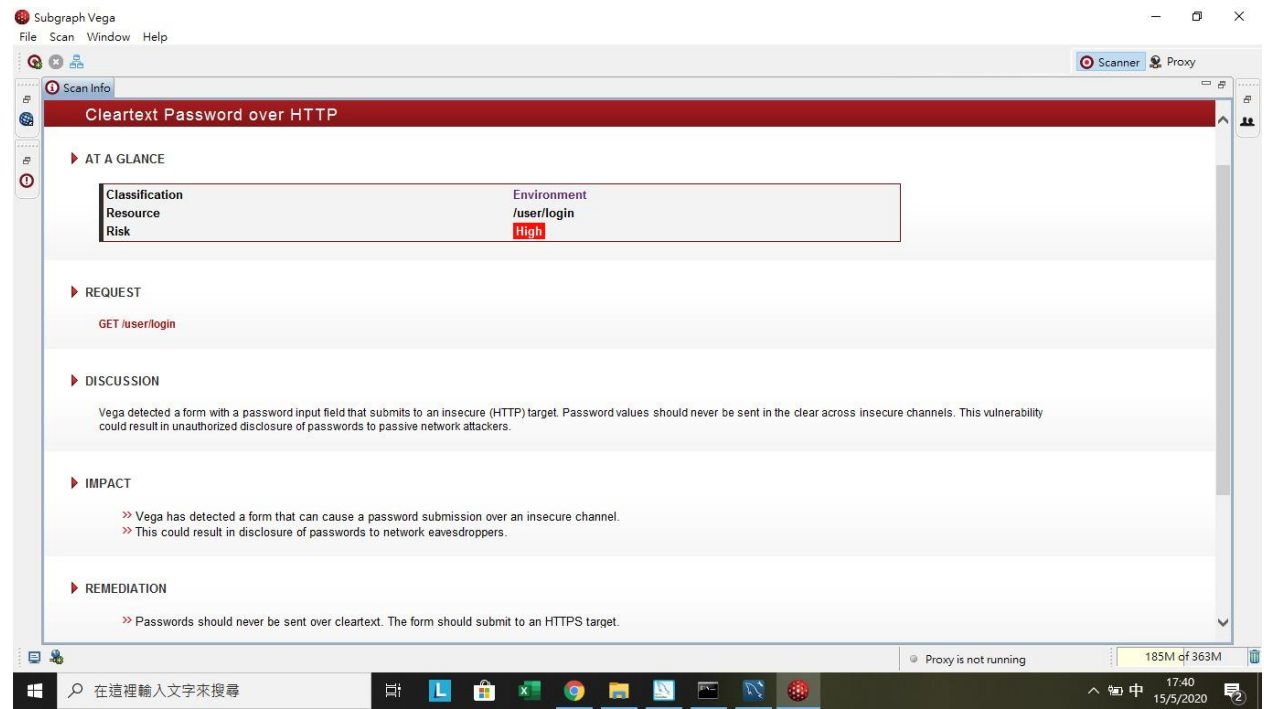 Subgraph Vega
File Scan Window Help
Scanner Proxy
Scan Info
Cleartext Password over HTTP
AT A GLANCE
Classification Environment
Resource /user/login
Risk High
REQUEST
GET /user/login
DISCUSSION
Vega detected a form with a password input field that submits to an insecure (HTTP) target. Password values should never be sent in the clear across insecure channels. This vulnerability
could result in unauthorized disclosure of passwords to passive network attackers.
IMPACT
>> Vega has detected a form that can cause a password submission over an insecure channel.
>> This could result in disclosure of passwords to network eavesdroppers.
REMEDIATION
>> Passwords should never be sent over cleartext. The form should submit to an HTTPS target.
Proxy is not running 185M of 363M
在這裡輸入文字來搜尋 L 中 17:40
15/5/2020 2